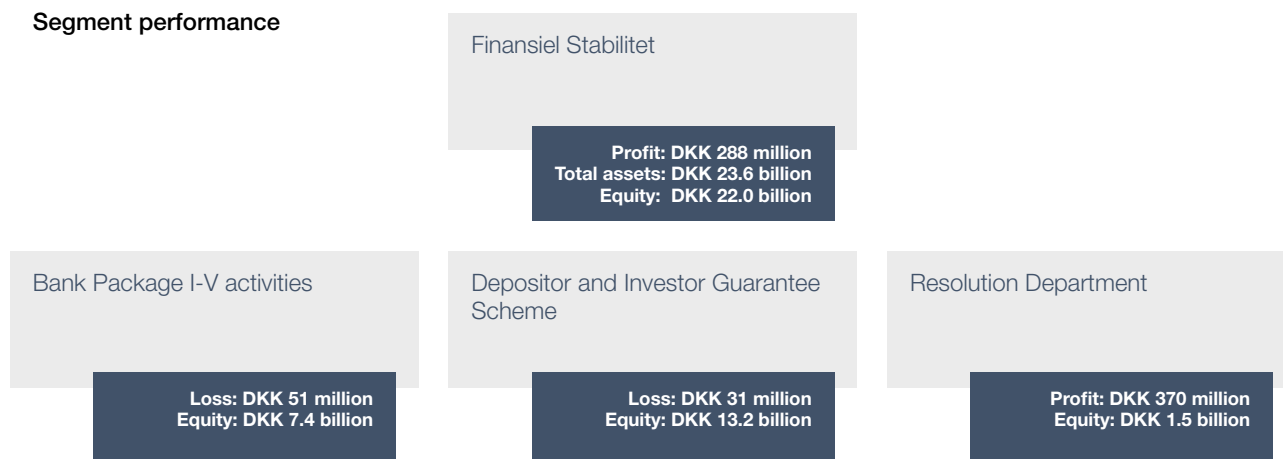 Segment performance
Finansiel Stabilitet
Profit: DKK 288 million
Total assets: DKK 23.6 billion
Equity: DKK 22.0 billion
Bank Package I-V activities
Loss: DKK 51 million
Equity: DKK 7.4 billion
Depositor and Investor Guarantee
Scheme
Loss: DKK 31 million
Equity: DKK 13.2 billion
Resolution Department
Profit: DKK 370 million
Equity: DKK 1.5 billion